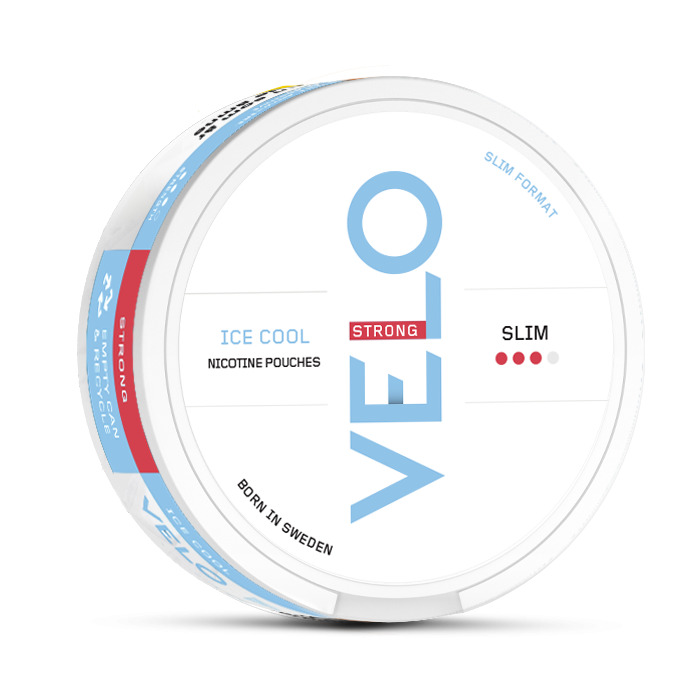 SLIM FORMAT
VELO
STRONG
ICE COOL
NICOTINE POUCHES
SLIM
BORN IN SWEDEN
STRONG
EMPTY CAN
& RECYCLE
ICE COOL
VELO